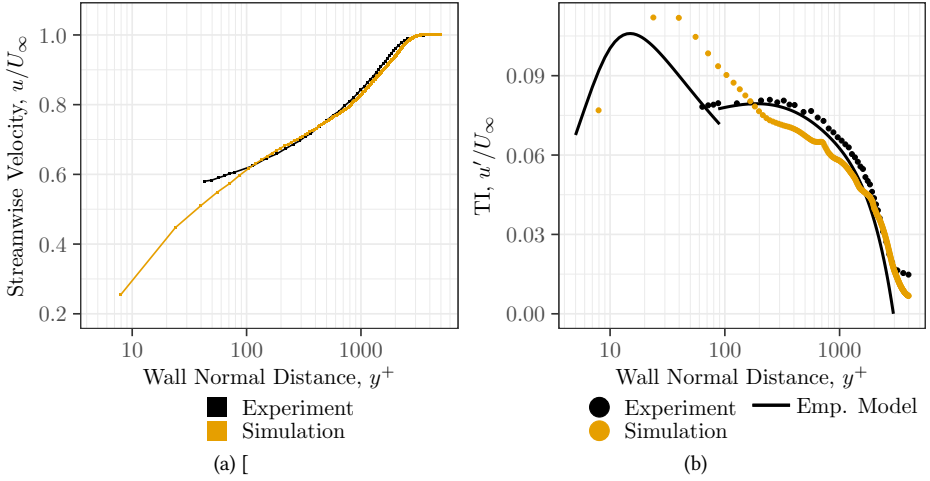 Streamwise Velocity, u/U∞
1.0
0.8
0.6
0.4
0.2
10 100 1000
Wall Normal Distance, y⁺
Experiment
Simulation
(a) [
TI, u'/U∞
0.09
0.06
0.03
0.00
10 100 1000
Wall Normal Distance, y⁺
Experiment Emp. Model
Simulation
(b)